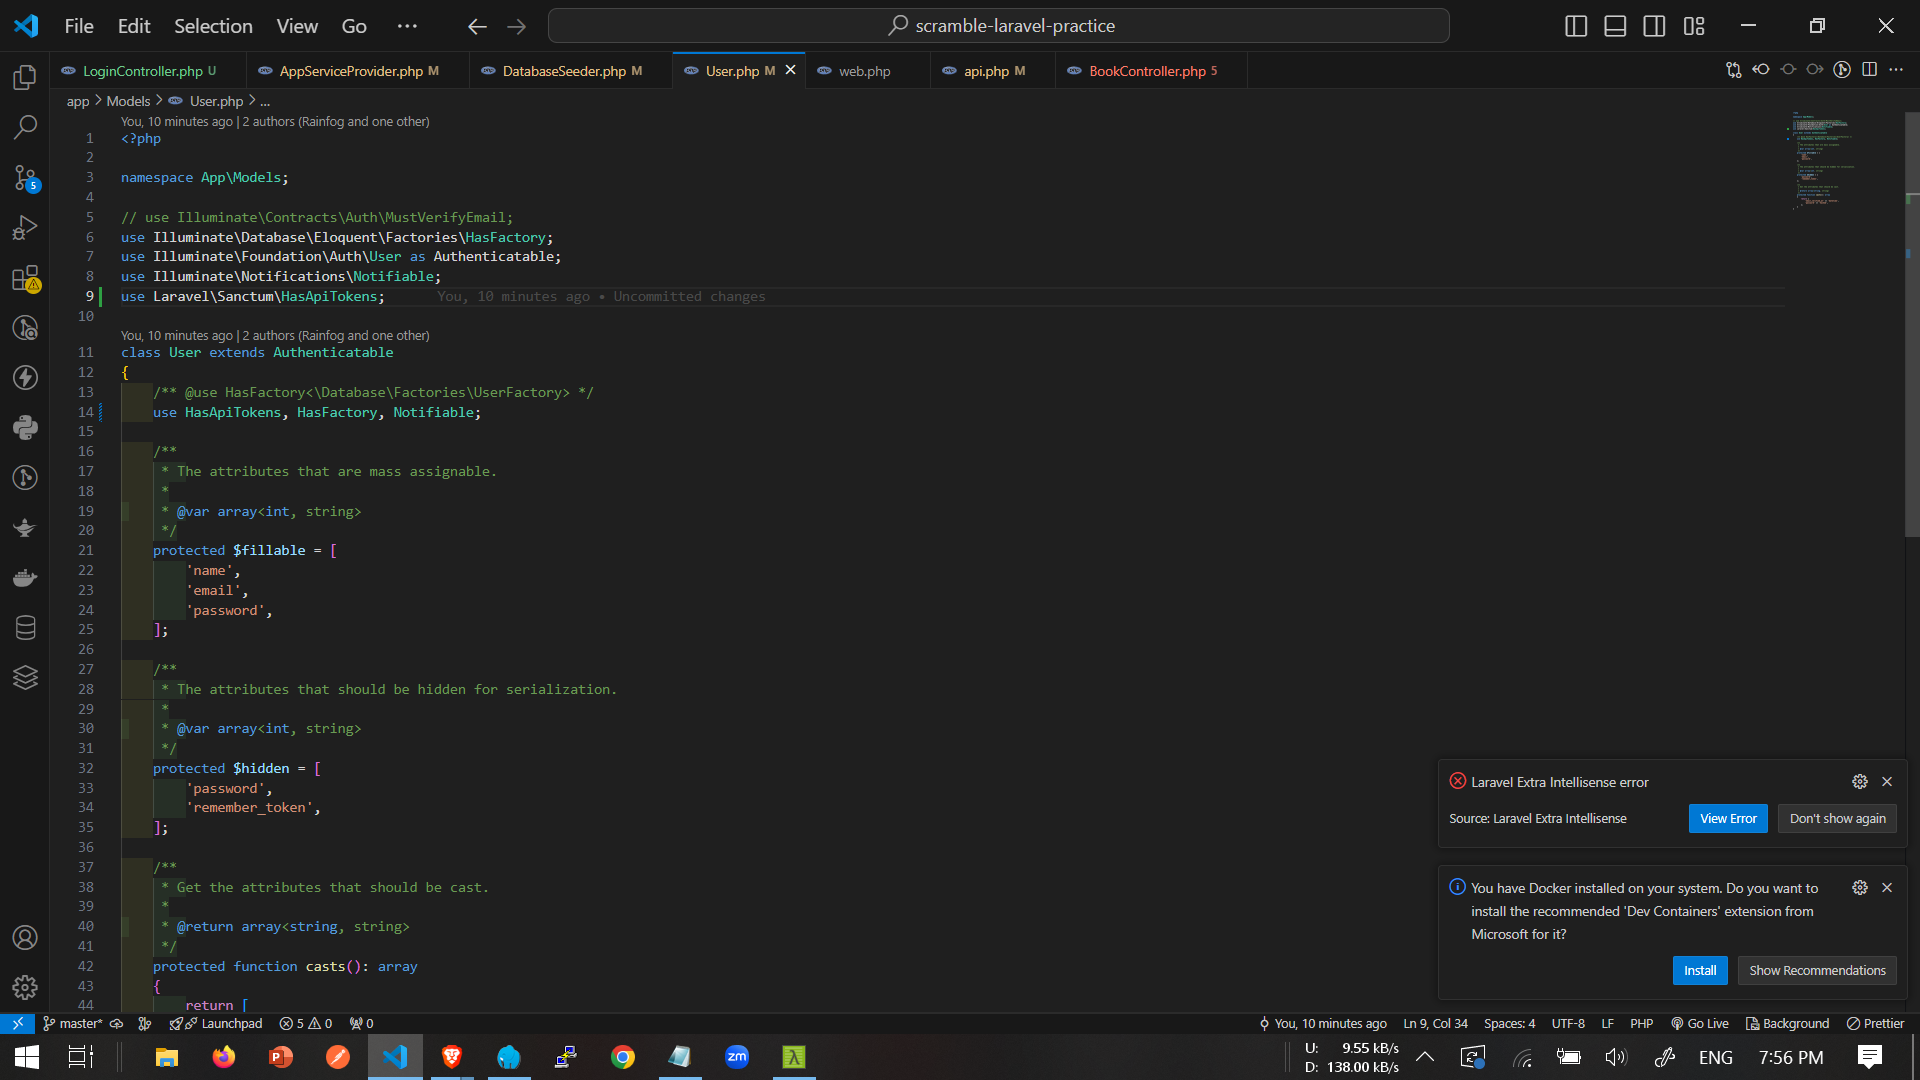 File Edit Selection View Go ··· scramble-laravel-practice
LoginController.php U AppServiceProvider.php M DatabaseSeeder.php M User.php M web.php api.php M BookController.php 5
app > Models > User.php > ...
You, 10 minutes ago | 2 authors (Rainfog and one other)
1 <?php
2
3 namespace App\Models;
4
5 // use Illuminate\Contracts\Auth\MustVerifyEmail;
6 use Illuminate\Database\Eloquent\Factories\HasFactory;
7 use Illuminate\Foundation\Auth\User as Authenticatable;
8 use Illuminate\Notifications\Notifiable;
9 use Laravel\Sanctum\HasApiTokens; You, 10 minutes ago • Uncommitted changes
10
You, 10 minutes ago | 2 authors (Rainfog and one other)
11 class User extends Authenticatable
12 {
13 /** @use HasFactory<\Database\Factories\UserFactory> */
14 use HasApiTokens, HasFactory, Notifiable;
15
16 /**
17 * The attributes that are mass assignable.
18 *
19 * @var array<int, string>
20 */
21 protected $fillable = [
22 'name',
23 'email',
24 'password',
25 ];
26
27 /**
28 * The attributes that should be hidden for serialization.
29 *
30 * @var array<int, string>
31 */
32 protected $hidden = [
33 'password',
34 'remember_token',
35 ];
36
37 /**
38 * Get the attributes that should be cast.
39 *
40 * @return array<string, string>
41 */
42 protected function casts(): array
43 {
44 return [
Laravel Extra Intellisense error
Source: Laravel Extra Intellisense View Error Don't show again
You have Docker installed on your system. Do you want to
install the recommended 'Dev Containers' extension from
Microsoft for it?
Install Show Recommendations
5
master* Launchpad 5 0 0 You, 10 minutes ago Ln 9, Col 34 Spaces: 4 UTF-8 LF PHP Go Live Background Prettier
U: 9.55 kB/s
D: 138.00 kB/s
zm
ENG 7:56 PM